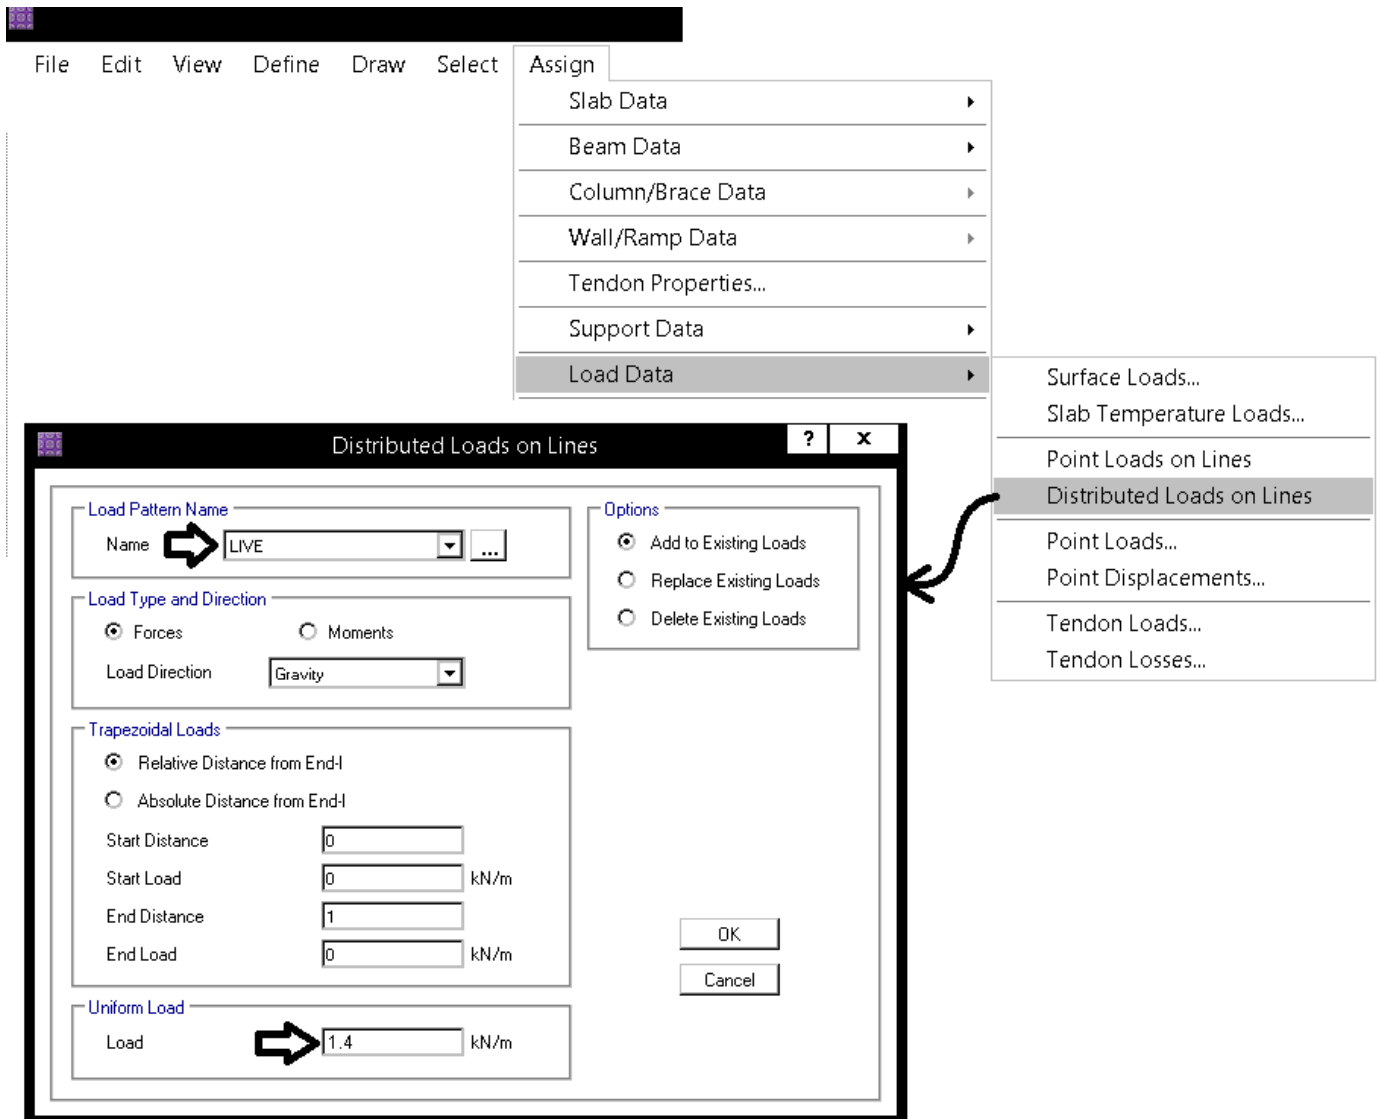 File Edit View Define Draw Select Assign
Slab Data
Beam Data
Column/Brace Data
Wall/Ramp Data
Tendon Properties...
Support Data
Load Data
Surface Loads...
Slab Temperature Loads...
Point Loads on Lines
Distributed Loads on Lines
Point Loads...
Point Displacements...
Tendon Loads...
Tendon Losses...
Distributed Loads on Lines ? x
Load Pattern Name
Name LIVE ...
Load Type and Direction
Forces Moments
Load Direction Gravity
Trapezoidal Loads
Relative Distance from End-I
Absolute Distance from End-I
Start Distance 0
Start Load 0 kN/m
End Distance 1
End Load 0 kN/m
Uniform Load
Load 1.4 kN/m
Options
Add to Existing Loads
Replace Existing Loads
Delete Existing Loads
OK
Cancel